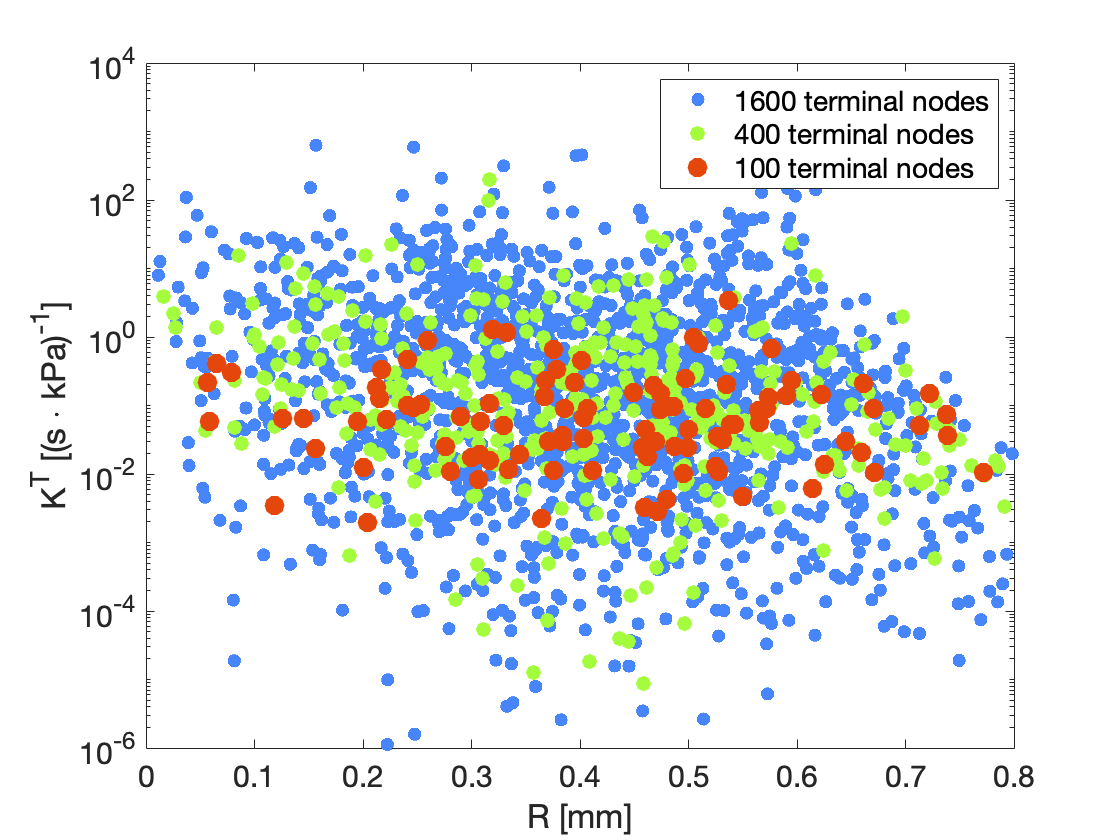 10^4
10^2
10^0
10^-2
10^-4
10^-6
K^T [(s · kPa)^-1]
1600 terminal nodes
400 terminal nodes
100 terminal nodes
0 0.1 0.2 0.3 0.4 0.5 0.6 0.7 0.8
R [mm]